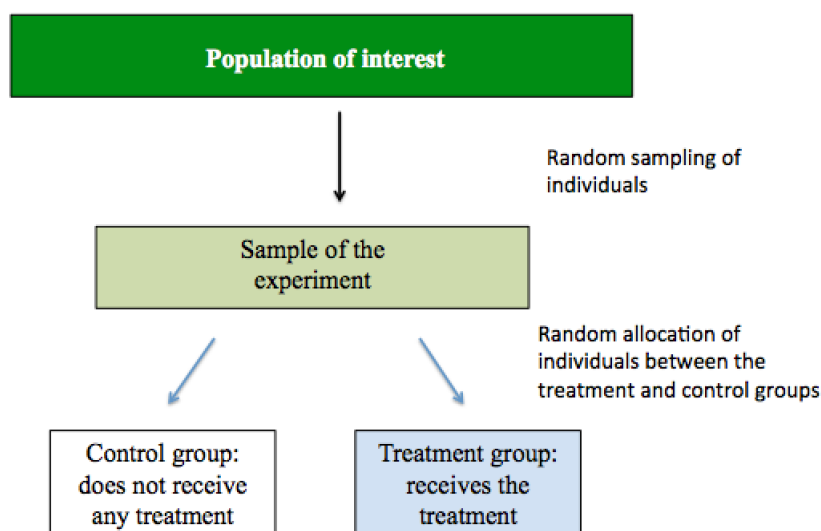 Population of interest
Random sampling of
individuals
Sample of the
experiment
Random allocation of
individuals between the
treatment and control groups
Control group:
does not receive
any treatment
Treatment group:
receives the
treatment